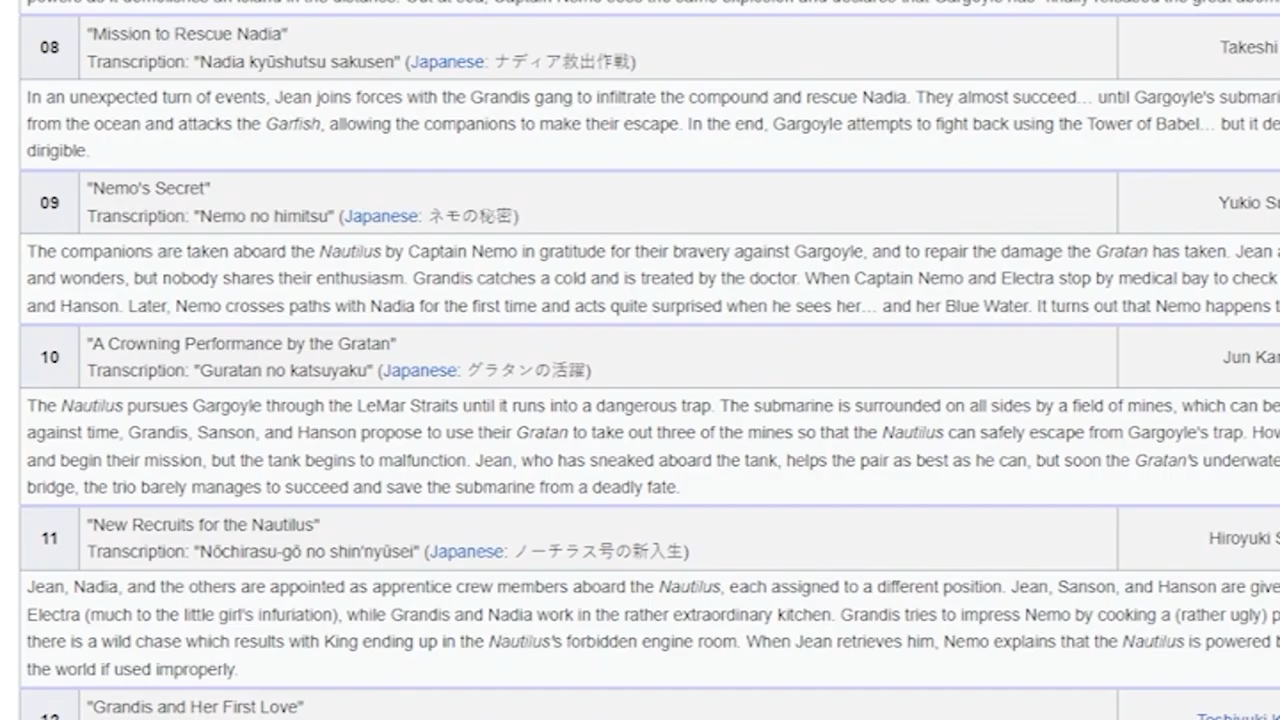 08
"Mission to Rescue Nadia"
Transcription: "Nadia kyūshutsu sakusen" (Japanese: ナディア救出作戦)
Takeshi
In an unexpected turn of events, Jean joins forces with the Grandis gang to infiltrate the compound and rescue Nadia. They almost succeed... until Gargoyle's submari
from the ocean and attacks the Garfish, allowing the companions to make their escape. In the end, Gargoyle attempts to fight back using the Tower of Babel... but it de
dirigible.
09
"Nemo's Secret"
Transcription: "Nemo no himitsu" (Japanese: ネモの秘密)
Yukio Su
The companions are taken aboard the Nautilus by Captain Nemo in gratitude for their bravery against Gargoyle, and to repair the damage the Gratan has taken. Jean
and wonders, but nobody shares their enthusiasm. Grandis catches a cold and is treated by the doctor. When Captain Nemo and Electra stop by medical bay to check
and Hanson. Later, Nemo crosses paths with Nadia for the first time and acts quite surprised when he sees her... and her Blue Water. It turns out that Nemo happens t
10
"A Crowning Performance by the Gratan"
Transcription: "Guratan no katsuyaku" (Japanese: グラタンの活躍)
Jun Kar
The Nautilus pursues Gargoyle through the LeMar Straits until it runs into a dangerous trap. The submarine is surrounded on all sides by a field of mines, which can be
against time, Grandis, Sanson, and Hanson propose to use their Gratan to take out three of the mines so that the Nautilus can safely escape from Gargoyle's trap. Hov
and begin their mission, but the tank begins to malfunction. Jean, who has sneaked aboard the tank, helps the pair as best as he can, but soon the Gratan's underwate
bridge, the trio barely manages to succeed and save the submarine from a deadly fate.
11
"New Recruits for the Nautilus"
Transcription: "Nōchirasu-gō no shin'nyūsei" (Japanese: ノーチラス号の新入生)
Hiroyuki S
Jean, Nadia, and the others are appointed as apprentice crew members aboard the Nautilus, each assigned to a different position. Jean, Sanson, and Hanson are give
Electra (much to the little girl's infuriation), while Grandis and Nadia work in the rather extraordinary kitchen. Grandis tries to impress Nemo by cooking a (rather ugly) p
there is a wild chase which results with King ending up in the Nautilus's forbidden engine room. When Jean retrieves him, Nemo explains that the Nautilus is powered b
the world if used improperly.
12
"Grandis and Her First Love"